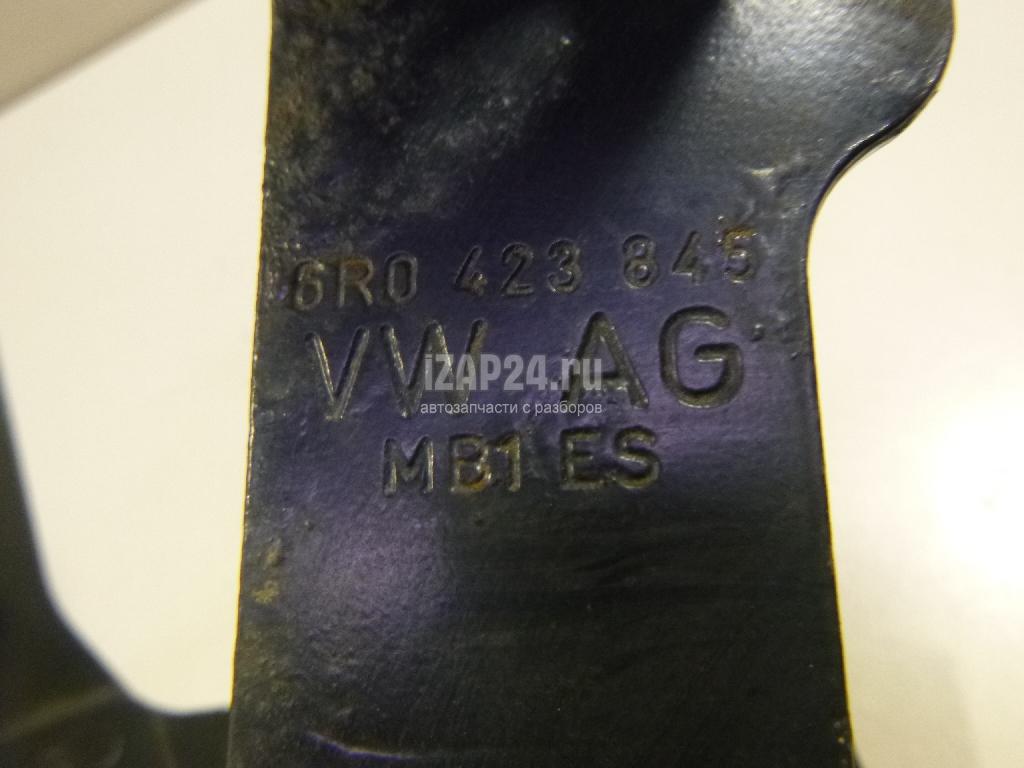 6R0 423 845
VW AG
iZAP24.ru
автозапчасти с разборов
MB1 ES